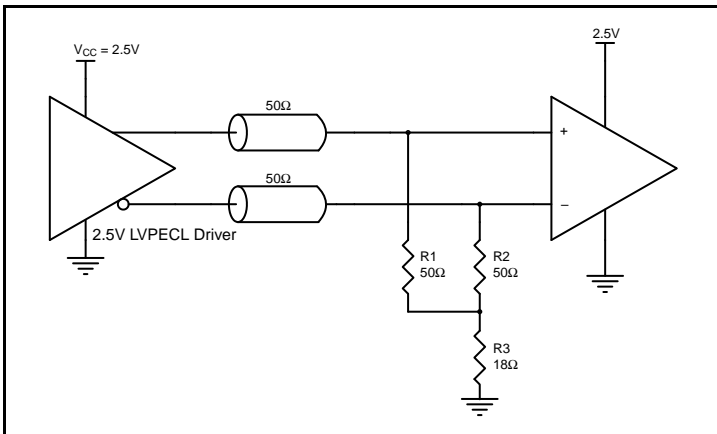 V_CC = 2.5V
2.5V
50Ω
50Ω
+
−
2.5V LVPECL Driver
R1
50Ω
R2
50Ω
R3
18Ω